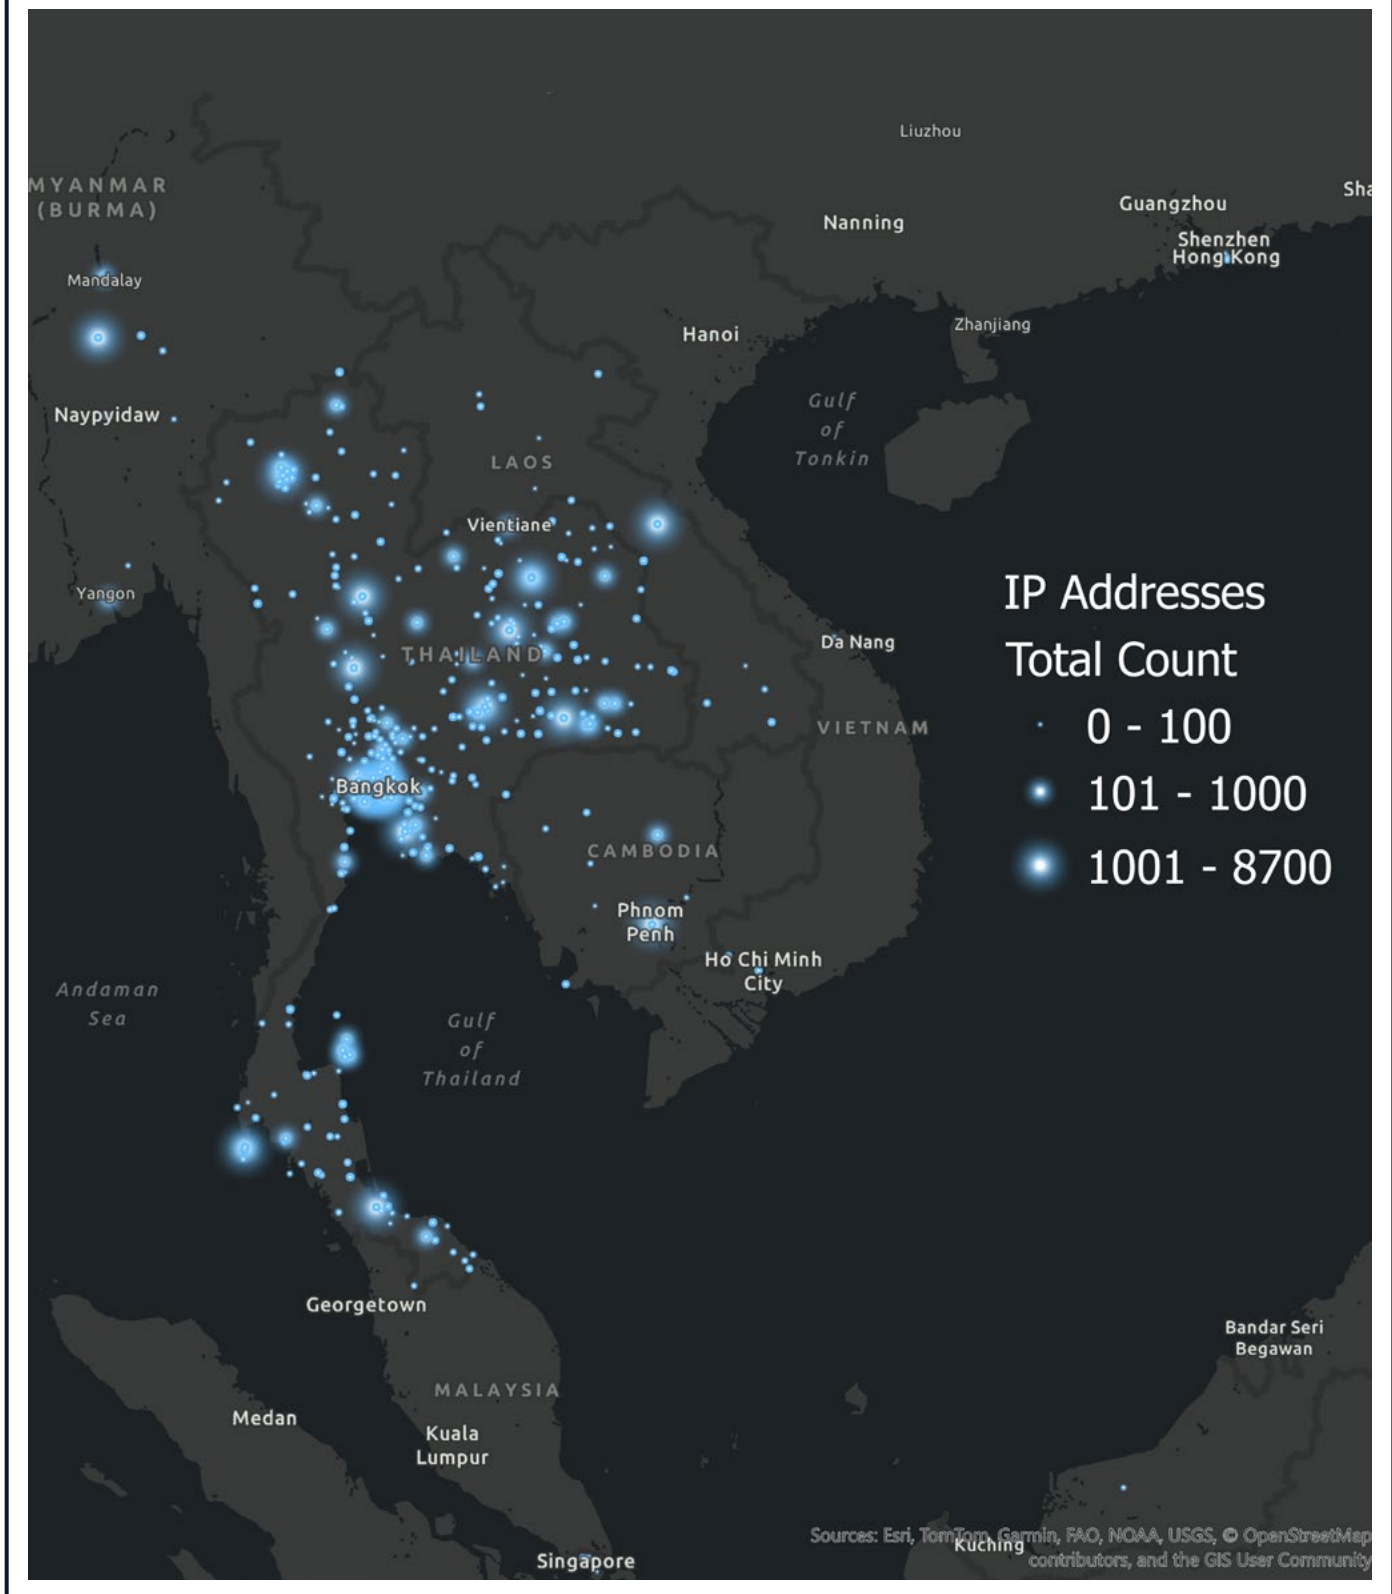 Liuzhou
MYANMAR
(BURMA)
Sha
Guangzhou
Nanning
Shenzhen
Hong Kong
Mandalay
Zhanjiang
Hanoi
Gulf
of
Tonkin
Naypyidaw
LAOS
Vientiane
IP Addresses
Total Count
0 - 100
101 - 1000
1001 - 8700
Yangon
Da Nang
THAILAND
VIETNAM
Bangkok
CAMBODIA
Phnom
Penh
Ho Chi Minh
City
Andaman
Sea
Gulf
of
Thailand
Georgetown
Bandar Seri
Begawan
MALAYSIA
Medan
Kuala
Lumpur
Sources: Esri, TomTom, Garmin, FAO, NOAA, USGS, © OpenStreetMap
contributors, and the GIS User Community
Kuching
Singapore